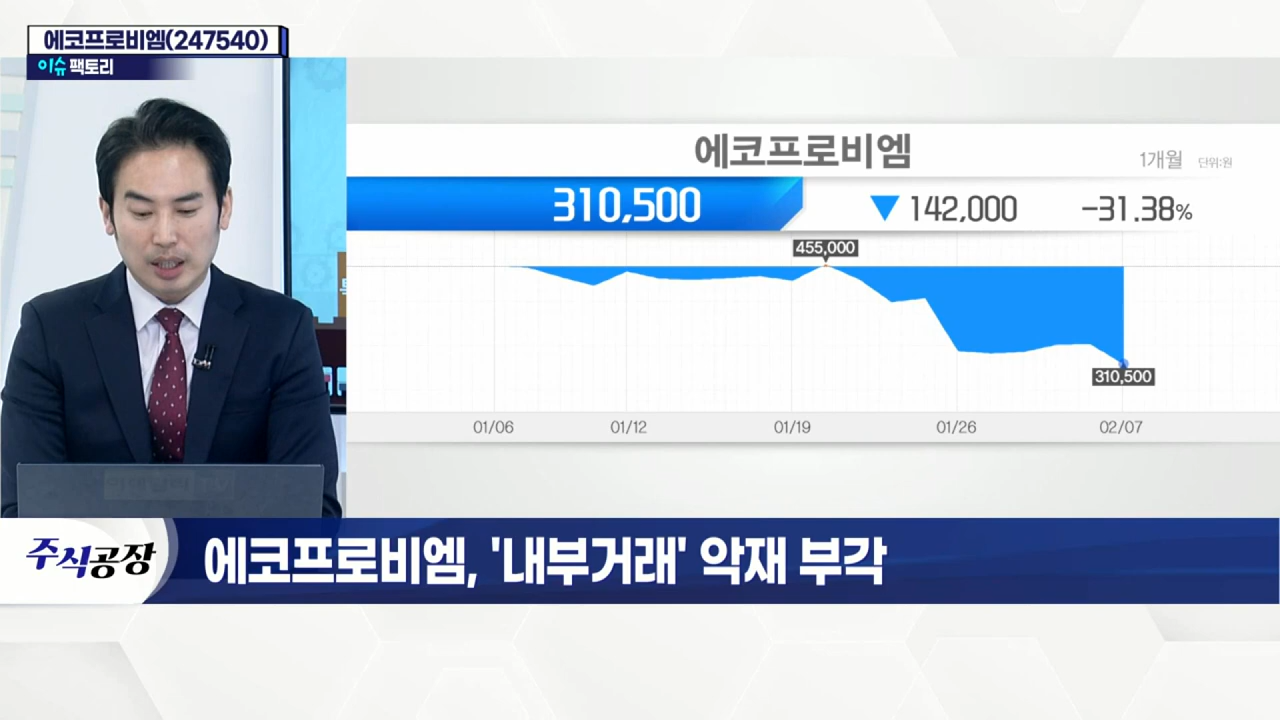 에코프로비엠(247540)
이슈 팩토리
에코프로비엠
1개월 단위:원
310,500 ▼ 142,000 -31.38%
455,000
310,500
01/06 01/12 01/19 01/26 02/07
주식공장
에코프로비엠, '내부거래' 악재 부각